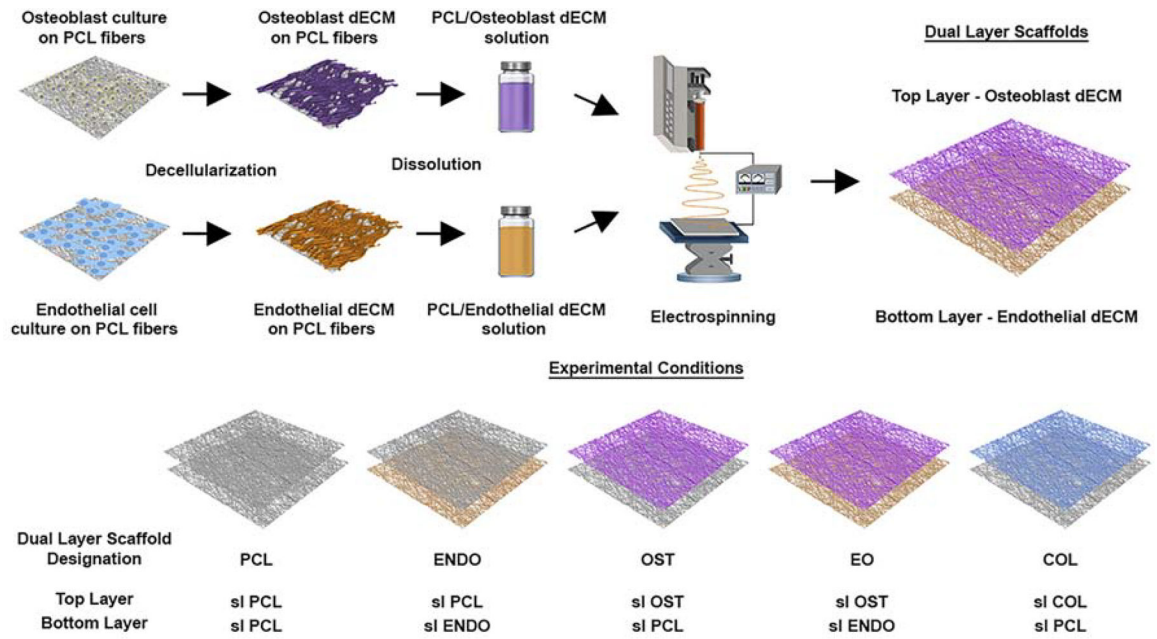 Osteoblast culture
on PCL fibers
Osteoblast dECM
on PCL fibers
PCL/Osteoblast dECM
solution
Dual Layer Scaffolds
Top Layer - Osteoblast dECM
Decellularization
Dissolution
Endothelial cell
culture on PCL fibers
Endothelial dECM
on PCL fibers
PCL/Endothelial dECM
solution
Electrospinning
Bottom Layer - Endothelial dECM
Experimental Conditions
Dual Layer Scaffold
Designation
PCL
ENDO
OST
EO
COL
Top Layer
sl PCL
sl PCL
sl OST
sl OST
sl COL
Bottom Layer
sl PCL
sl ENDO
sl PCL
sl ENDO
sl PCL